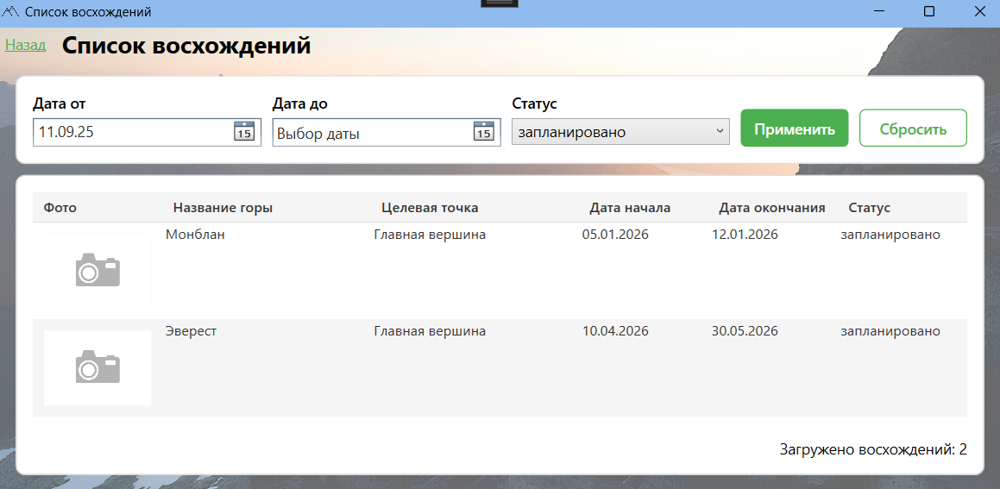 Список восхождений
Назад Список восхождений
Дата от Дата до Статус
11.09.25 15 Выбор даты 15 запланировано Применить Сбросить
Фото Название горы Целевая точка Дата начала Дата окончания Статус
Монблан Главная вершина 05.01.2026 12.01.2026 запланировано
Эверест Главная вершина 10.04.2026 30.05.2026 запланировано
Загружено восхождений: 2